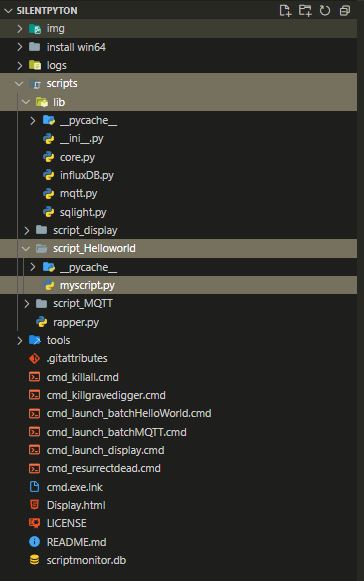 SILENTPYTON
img
install win64
logs
scripts
lib
__pycache__
__ini__.py
core.py
influxDB.py
mqtt.py
sqlight.py
script_display
script_Helloworld
__pycache__
myscript.py
script_MQTT
rapper.py
tools
.gitattributes
cmd_killall.cmd
cmd_killgravedigger.cmd
cmd_launch_batchHelloWorld.cmd
cmd_launch_batchMQTT.cmd
cmd_launch_display.cmd
cmd_resurrectdead.cmd
cmd.exe.lnk
Display.html
LICENSE
README.md
scriptmonitor.db